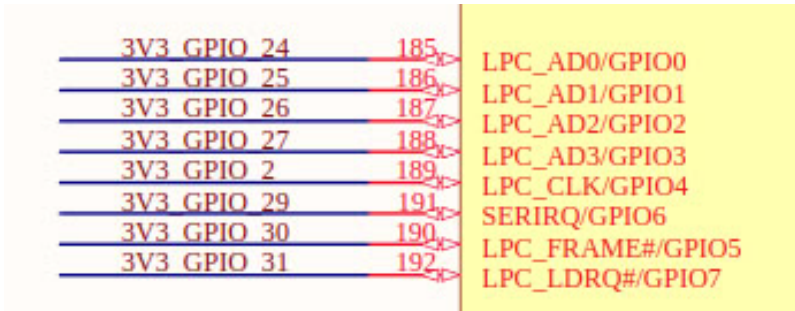 3V3_GPIO_24 185 LPC_AD0/GPIO0
3V3_GPIO_25 186 LPC_AD1/GPIO1
3V3_GPIO_26 187 LPC_AD2/GPIO2
3V3_GPIO_27 188 LPC_AD3/GPIO3
3V3_GPIO_2 189 LPC_CLK/GPIO4
3V3_GPIO_29 191 SERIRQ/GPIO6
3V3_GPIO_30 190 LPC_FRAME#/GPIO5
3V3_GPIO_31 192 LPC_LDRQ#/GPIO7